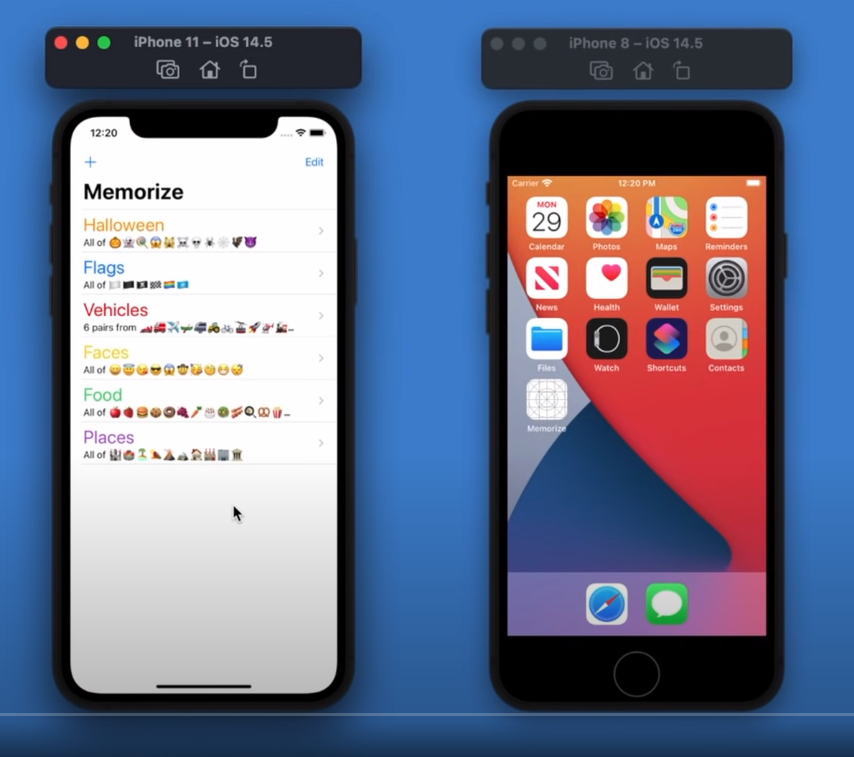 iPhone 11 – iOS 14.5
12:20
+
Edit
Memorize
Halloween
All of 
Flags
All of 
Vehicles
6 pairs from 
Faces
All of 
Food
All of 
Places
All of 
iPhone 8 – iOS 14.5
Carrier
12:20 PM
MON
29
Calendar
Photos
Maps
Reminders
News
Health
Wallet
Settings
Files
Watch
Shortcuts
Contacts
Memorize